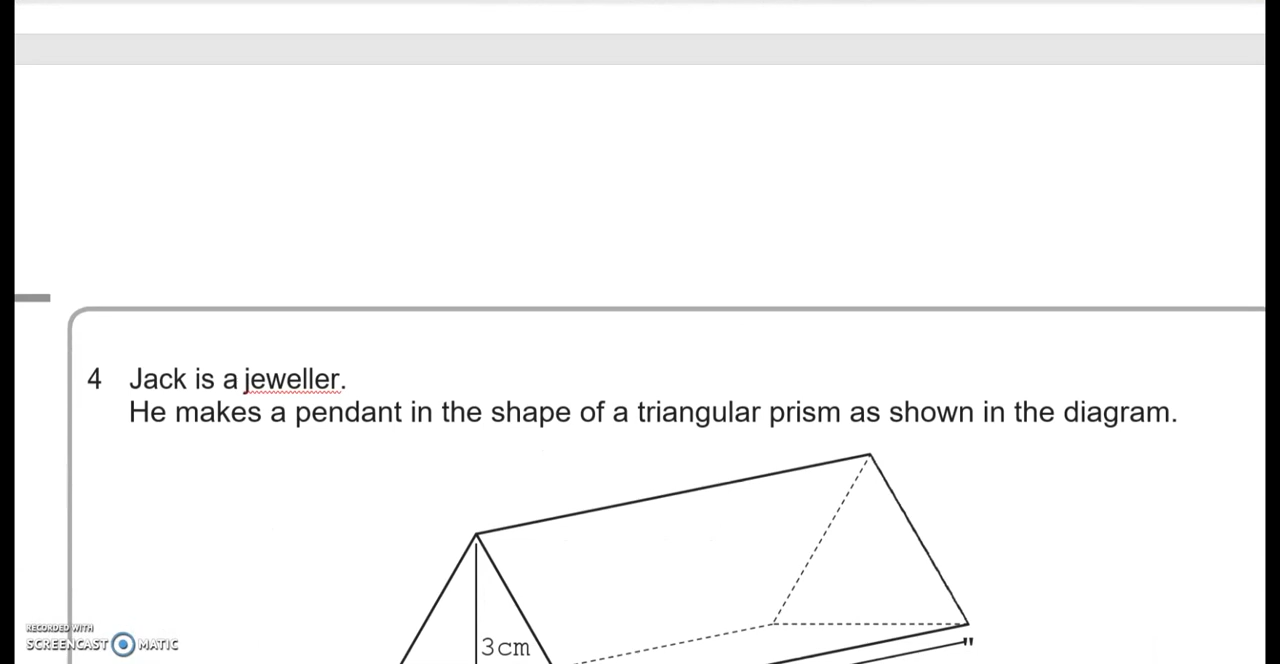 4 Jack is a jeweller.
He makes a pendant in the shape of a triangular prism as shown in the diagram.
3cm
"
RECORDED WITH
SCREENCAST MATIC